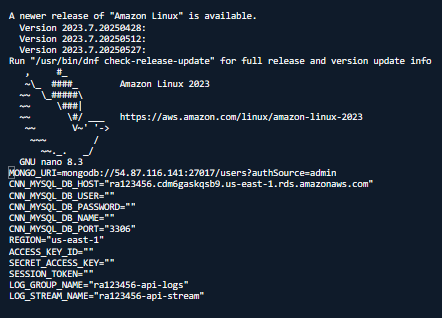 A newer release of "Amazon Linux" is available.
  Version 2023.7.20250428:
  Version 2023.7.20250512:
  Version 2023.7.20250527:
Run "/usr/bin/dnf check-release-update" for full release and version update info
   ,     #_
   ~\_  ####_        Amazon Linux 2023
  ~~  \_#####\
  ~~     \###|
  ~~       \#/ ___   https://aws.amazon.com/linux/amazon-linux-2023
   ~~       V~' '->
    ~~~         /
      ~~._.   _/
  GNU nano 8.3
MONGO_URI=mongodb://54.87.116.141:27017/users?authSource=admin
CNN_MYSQL_DB_HOST="ra123456.cdm6gaskqsb9.us-east-1.rds.amazonaws.com"
CNN_MYSQL_DB_USER=""
CNN_MYSQL_DB_PASSWORD=""
CNN_MYSQL_DB_NAME=""
CNN_MYSQL_DB_PORT="3306"
REGION="us-east-1"
ACCESS_KEY_ID=""
SECRET_ACCESS_KEY=""
SESSION_TOKEN=""
LOG_GROUP_NAME="ra123456-api-logs"
LOG_STREAM_NAME="ra123456-api-stream"